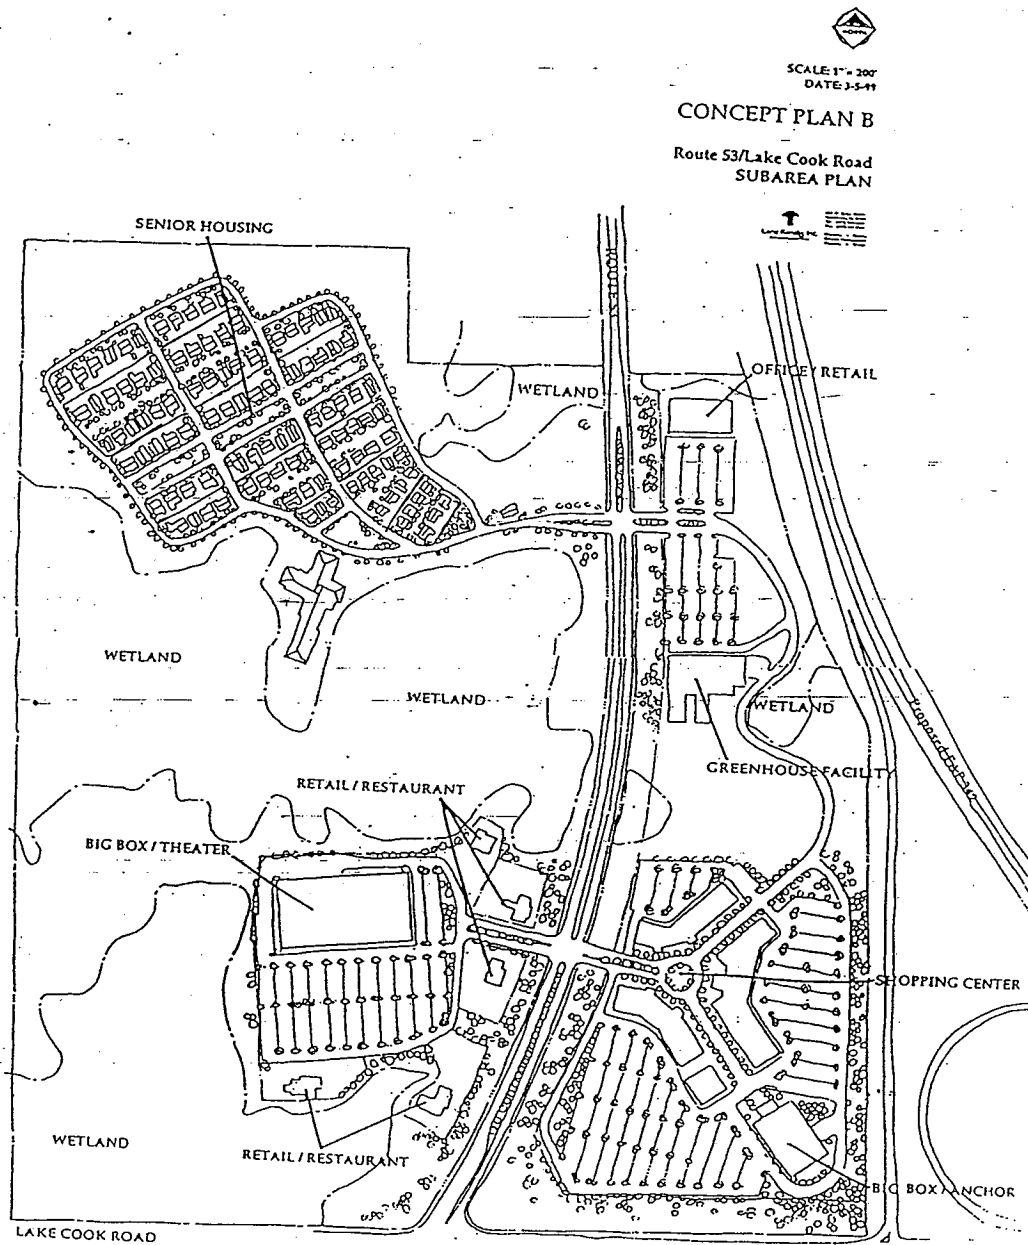 NORTH
SCALE: 1" = 200'
DATE: 3-5-99
CONCEPT PLAN B
Route 53/Lake Cook Road
SUBAREA PLAN
SENIOR HOUSING
OFFICE / RETAIL
WETLAND
WETLAND
WETLAND
WETLAND
GREENHOUSE FACILITY
RETAIL / RESTAURANT
BIG BOX / THEATER
SHOPPING CENTER
WETLAND
RETAIL / RESTAURANT
BIG BOX / ANCHOR
LAKE COOK ROAD